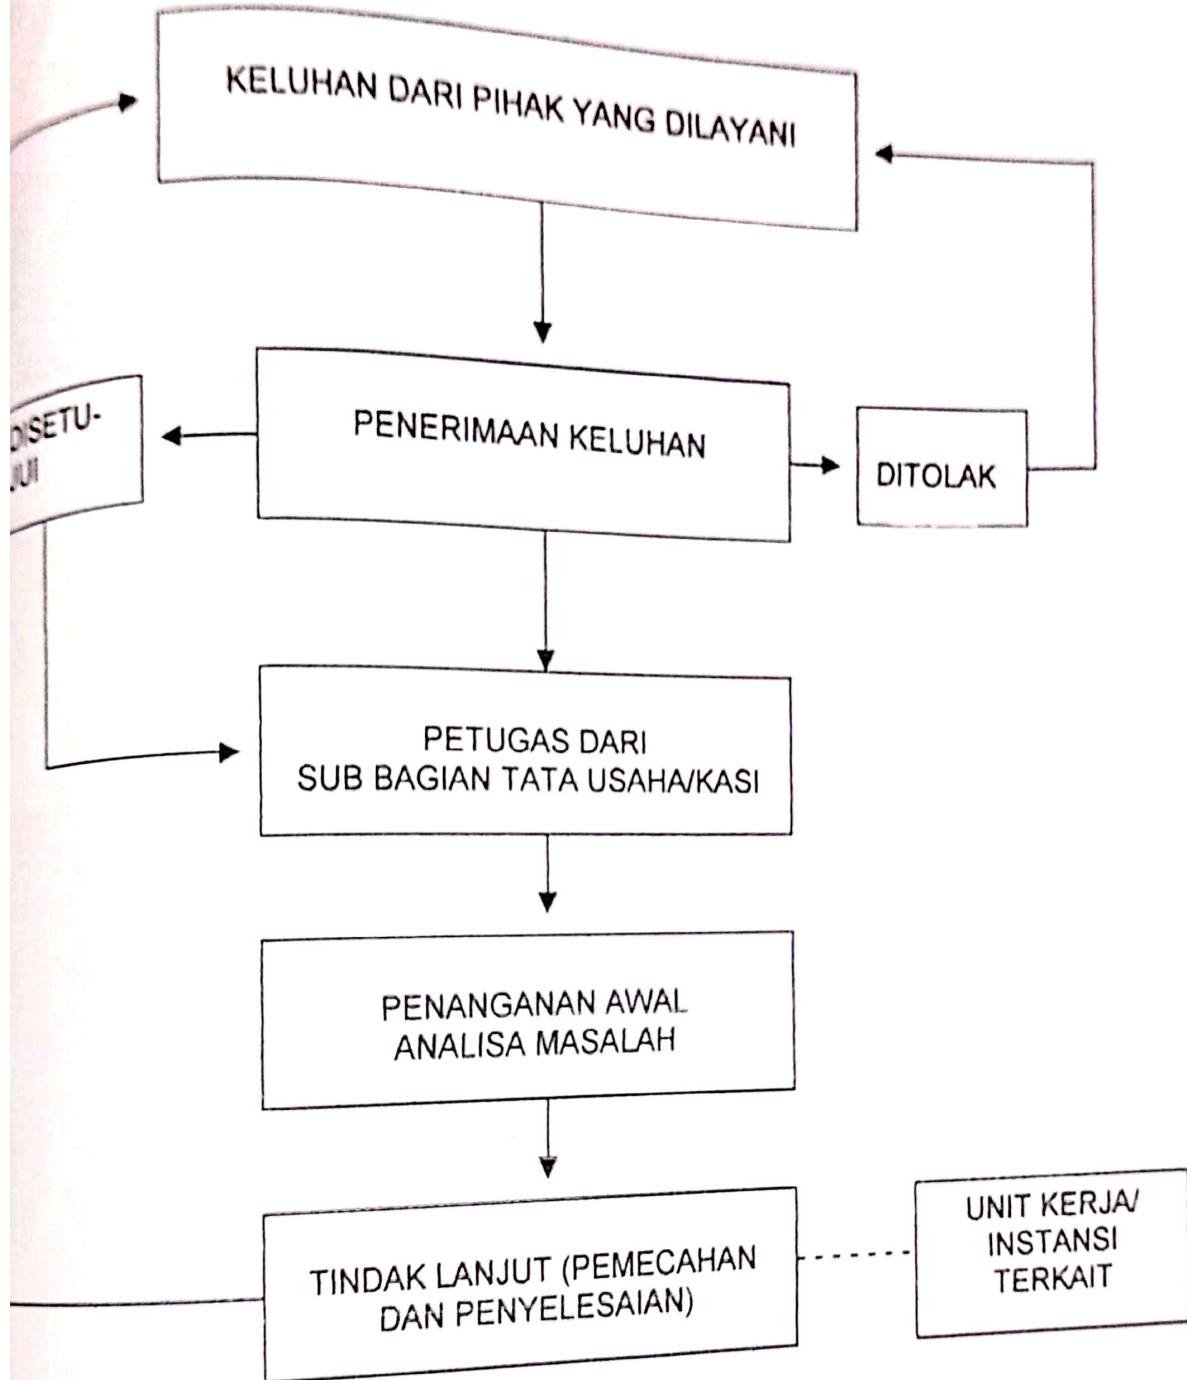 KELUHAN DARI PIHAK YANG DILAYANI
DISETU-
JUI
PENERIMAAN KELUHAN
DITOLAK
PETUGAS DARI
SUB BAGIAN TATA USAHA/KASI
PENANGANAN AWAL
ANALISA MASALAH
TINDAK LANJUT (PEMECAHAN
DAN PENYELESAIAN)
UNIT KERJA/
INSTANSI
TERKAIT